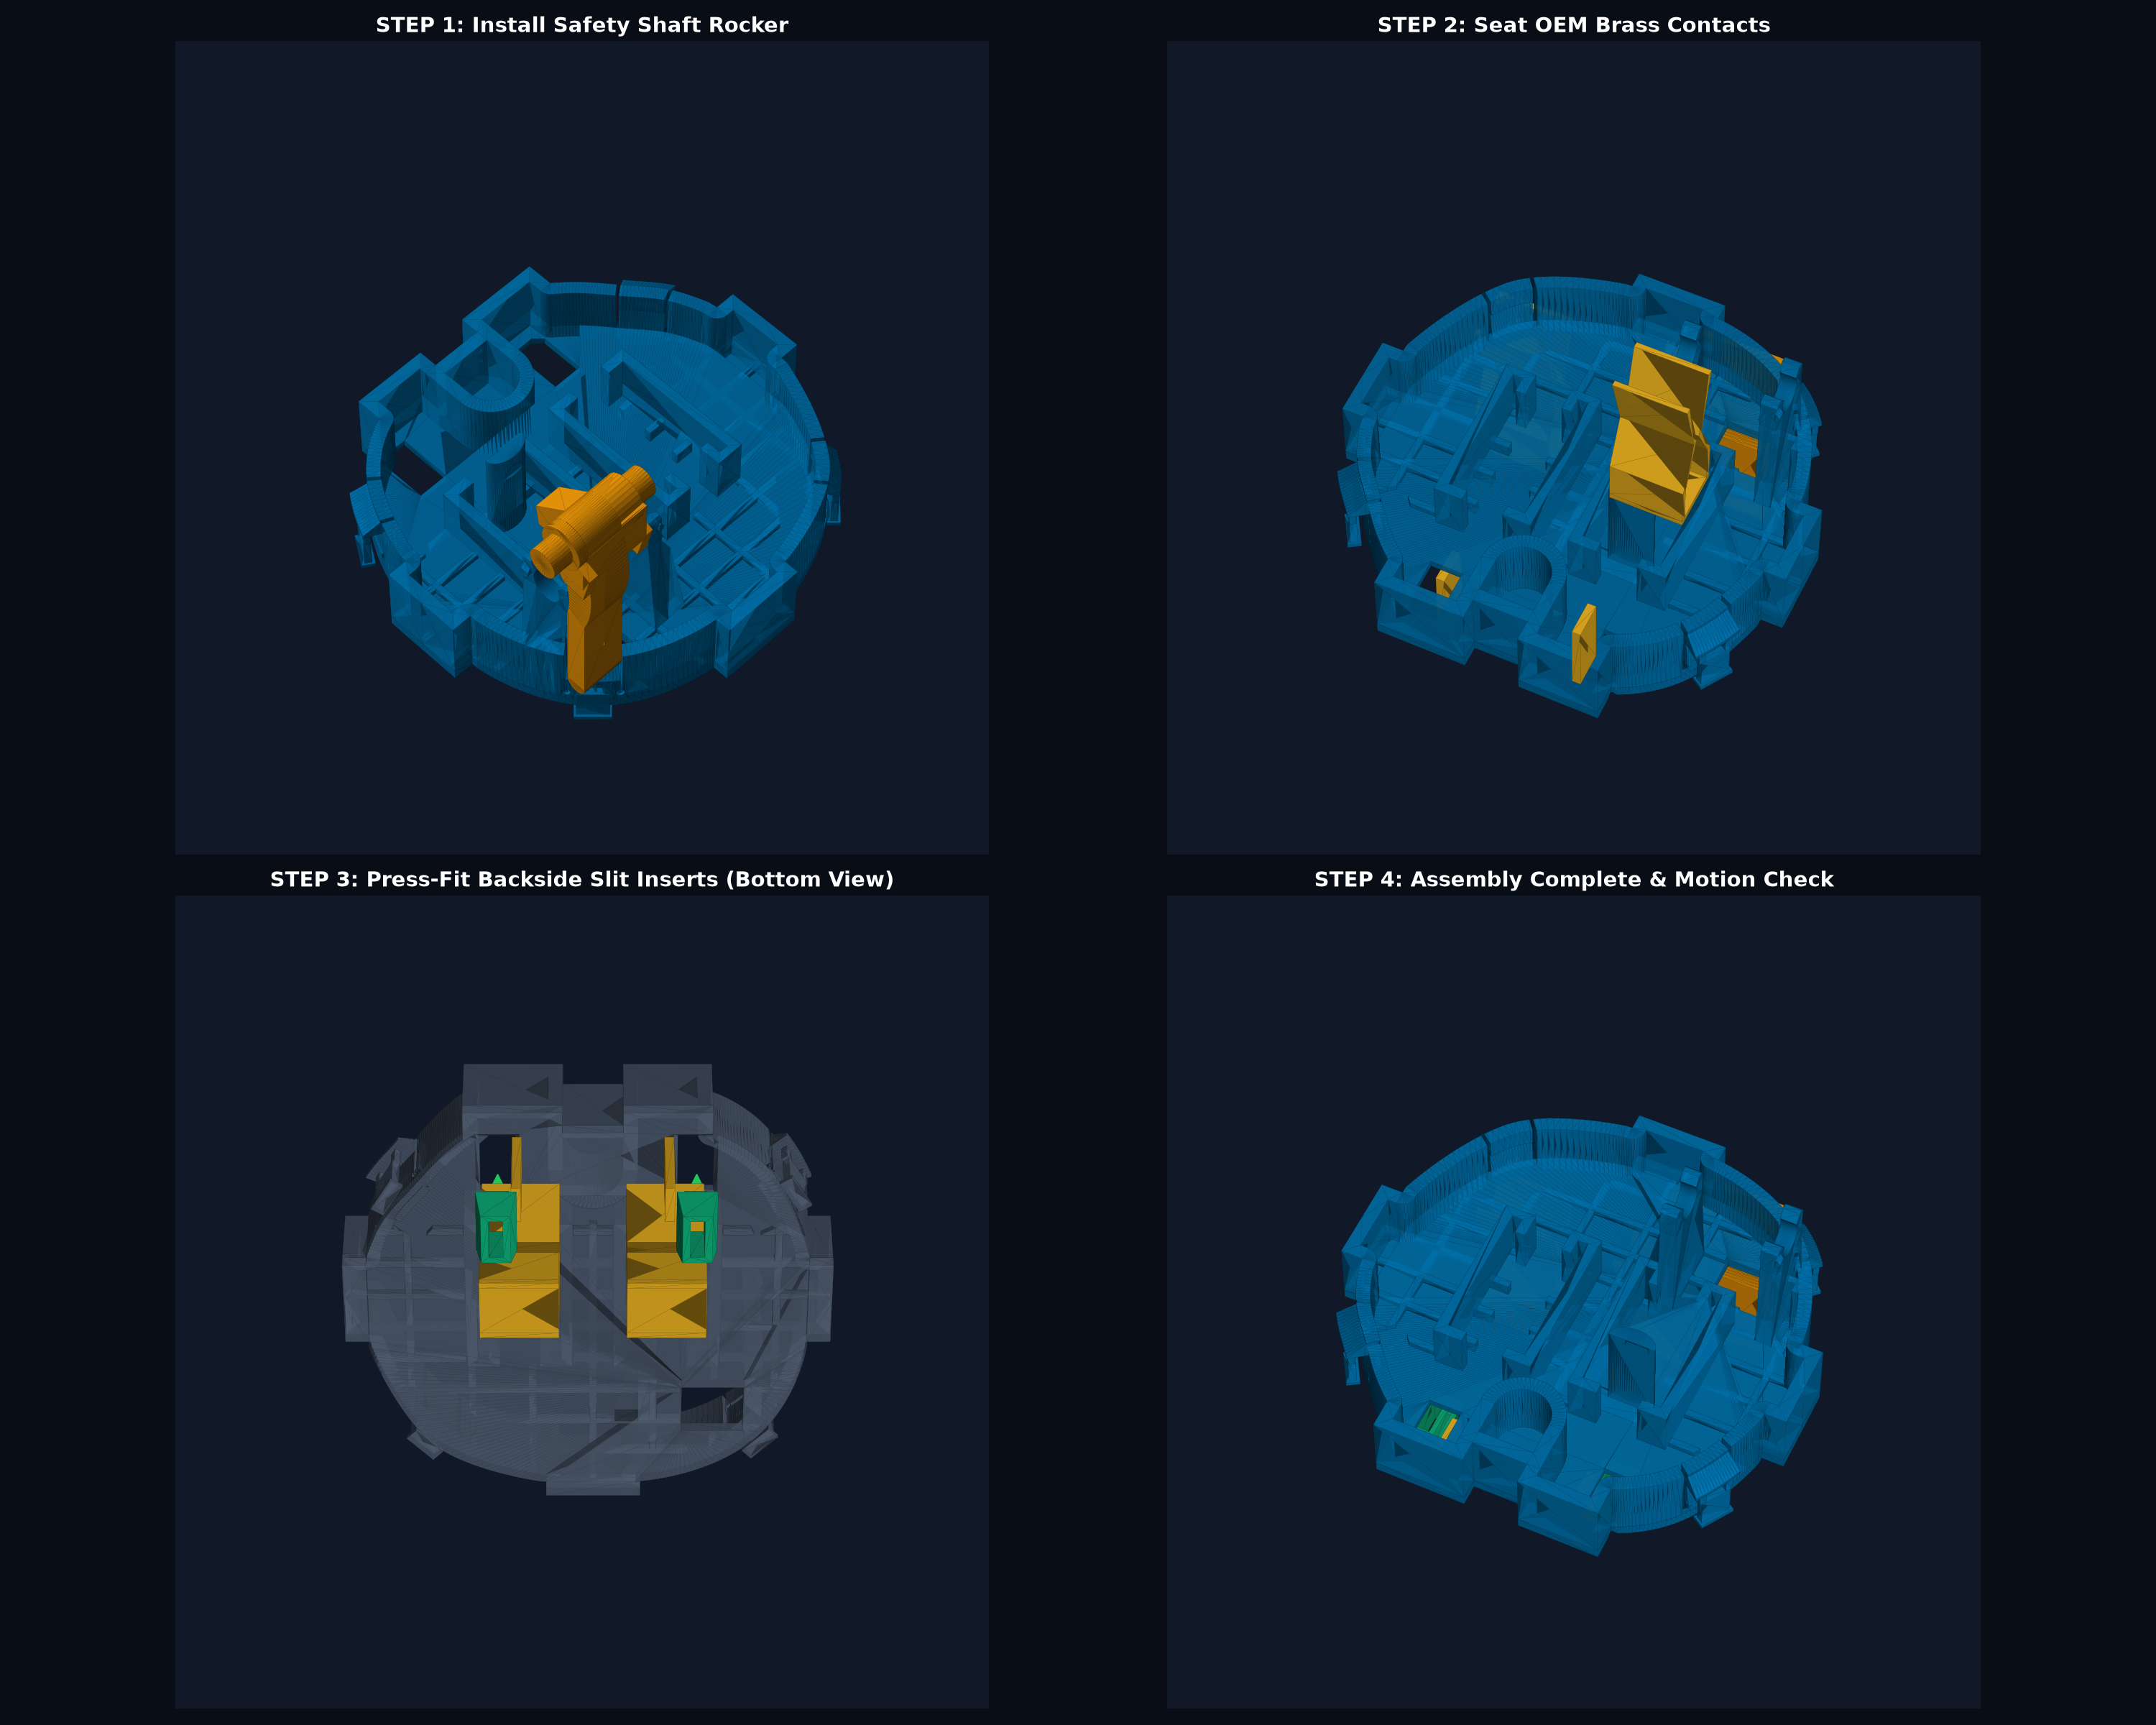 STEP 1: Install Safety Shaft Rocker
STEP 2: Seat OEM Brass Contacts
STEP 3: Press-Fit Backside Slit Inserts (Bottom View)
STEP 4: Assembly Complete & Motion Check